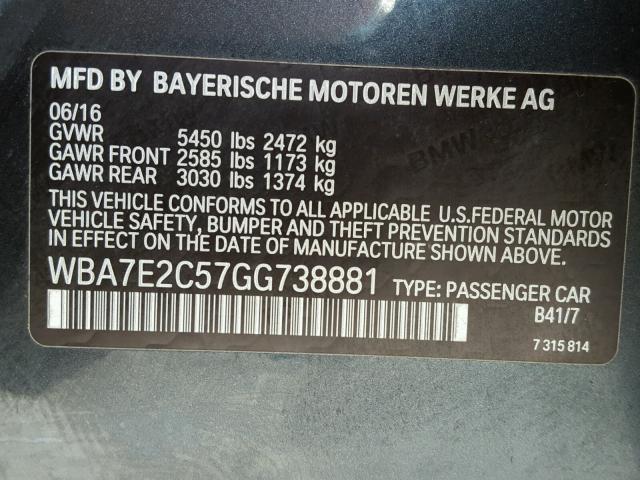 MFD BY BAYERISCHE MOTOREN WERKE AG
06/16
GVWR 5450 lbs 2472 kg
GAWR FRONT 2585 lbs 1173 kg
GAWR REAR 3030 lbs 1374 kg
THIS VEHICLE CONFORMS TO ALL APPLICABLE U.S.FEDERAL MOTOR
VEHICLE SAFETY, BUMPER AND THEFT PREVENTION STANDARDS
IN EFFECT ON THE DATE OF MANUFACTURE SHOWN ABOVE.
WBA7E2C57GG738881 TYPE: PASSENGER CAR
B41/7
7 315 814
BMW